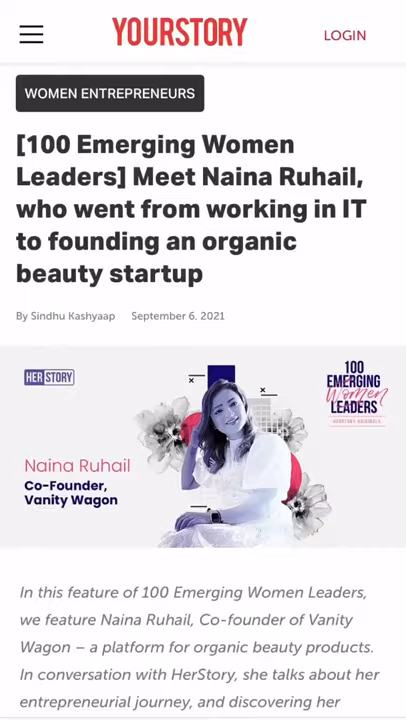 YOURSTORY
LOGIN
WOMEN ENTREPRENEURS
[100 Emerging Women
Leaders] Meet Naina Ruhail,
who went from working in IT
to founding an organic
beauty startup
By Sindhu Kashyaap September 6, 2021
HERSTORY
100
EMERGING
Women
LEADERS
HERSTORY ORIGINALS
Naina Ruhail
Co-Founder,
Vanity Wagon
In this feature of 100 Emerging Women Leaders,
we feature Naina Ruhail, Co-founder of Vanity
Wagon – a platform for organic beauty products.
In conversation with HerStory, she talks about her
entrepreneurial journey, and discovering her